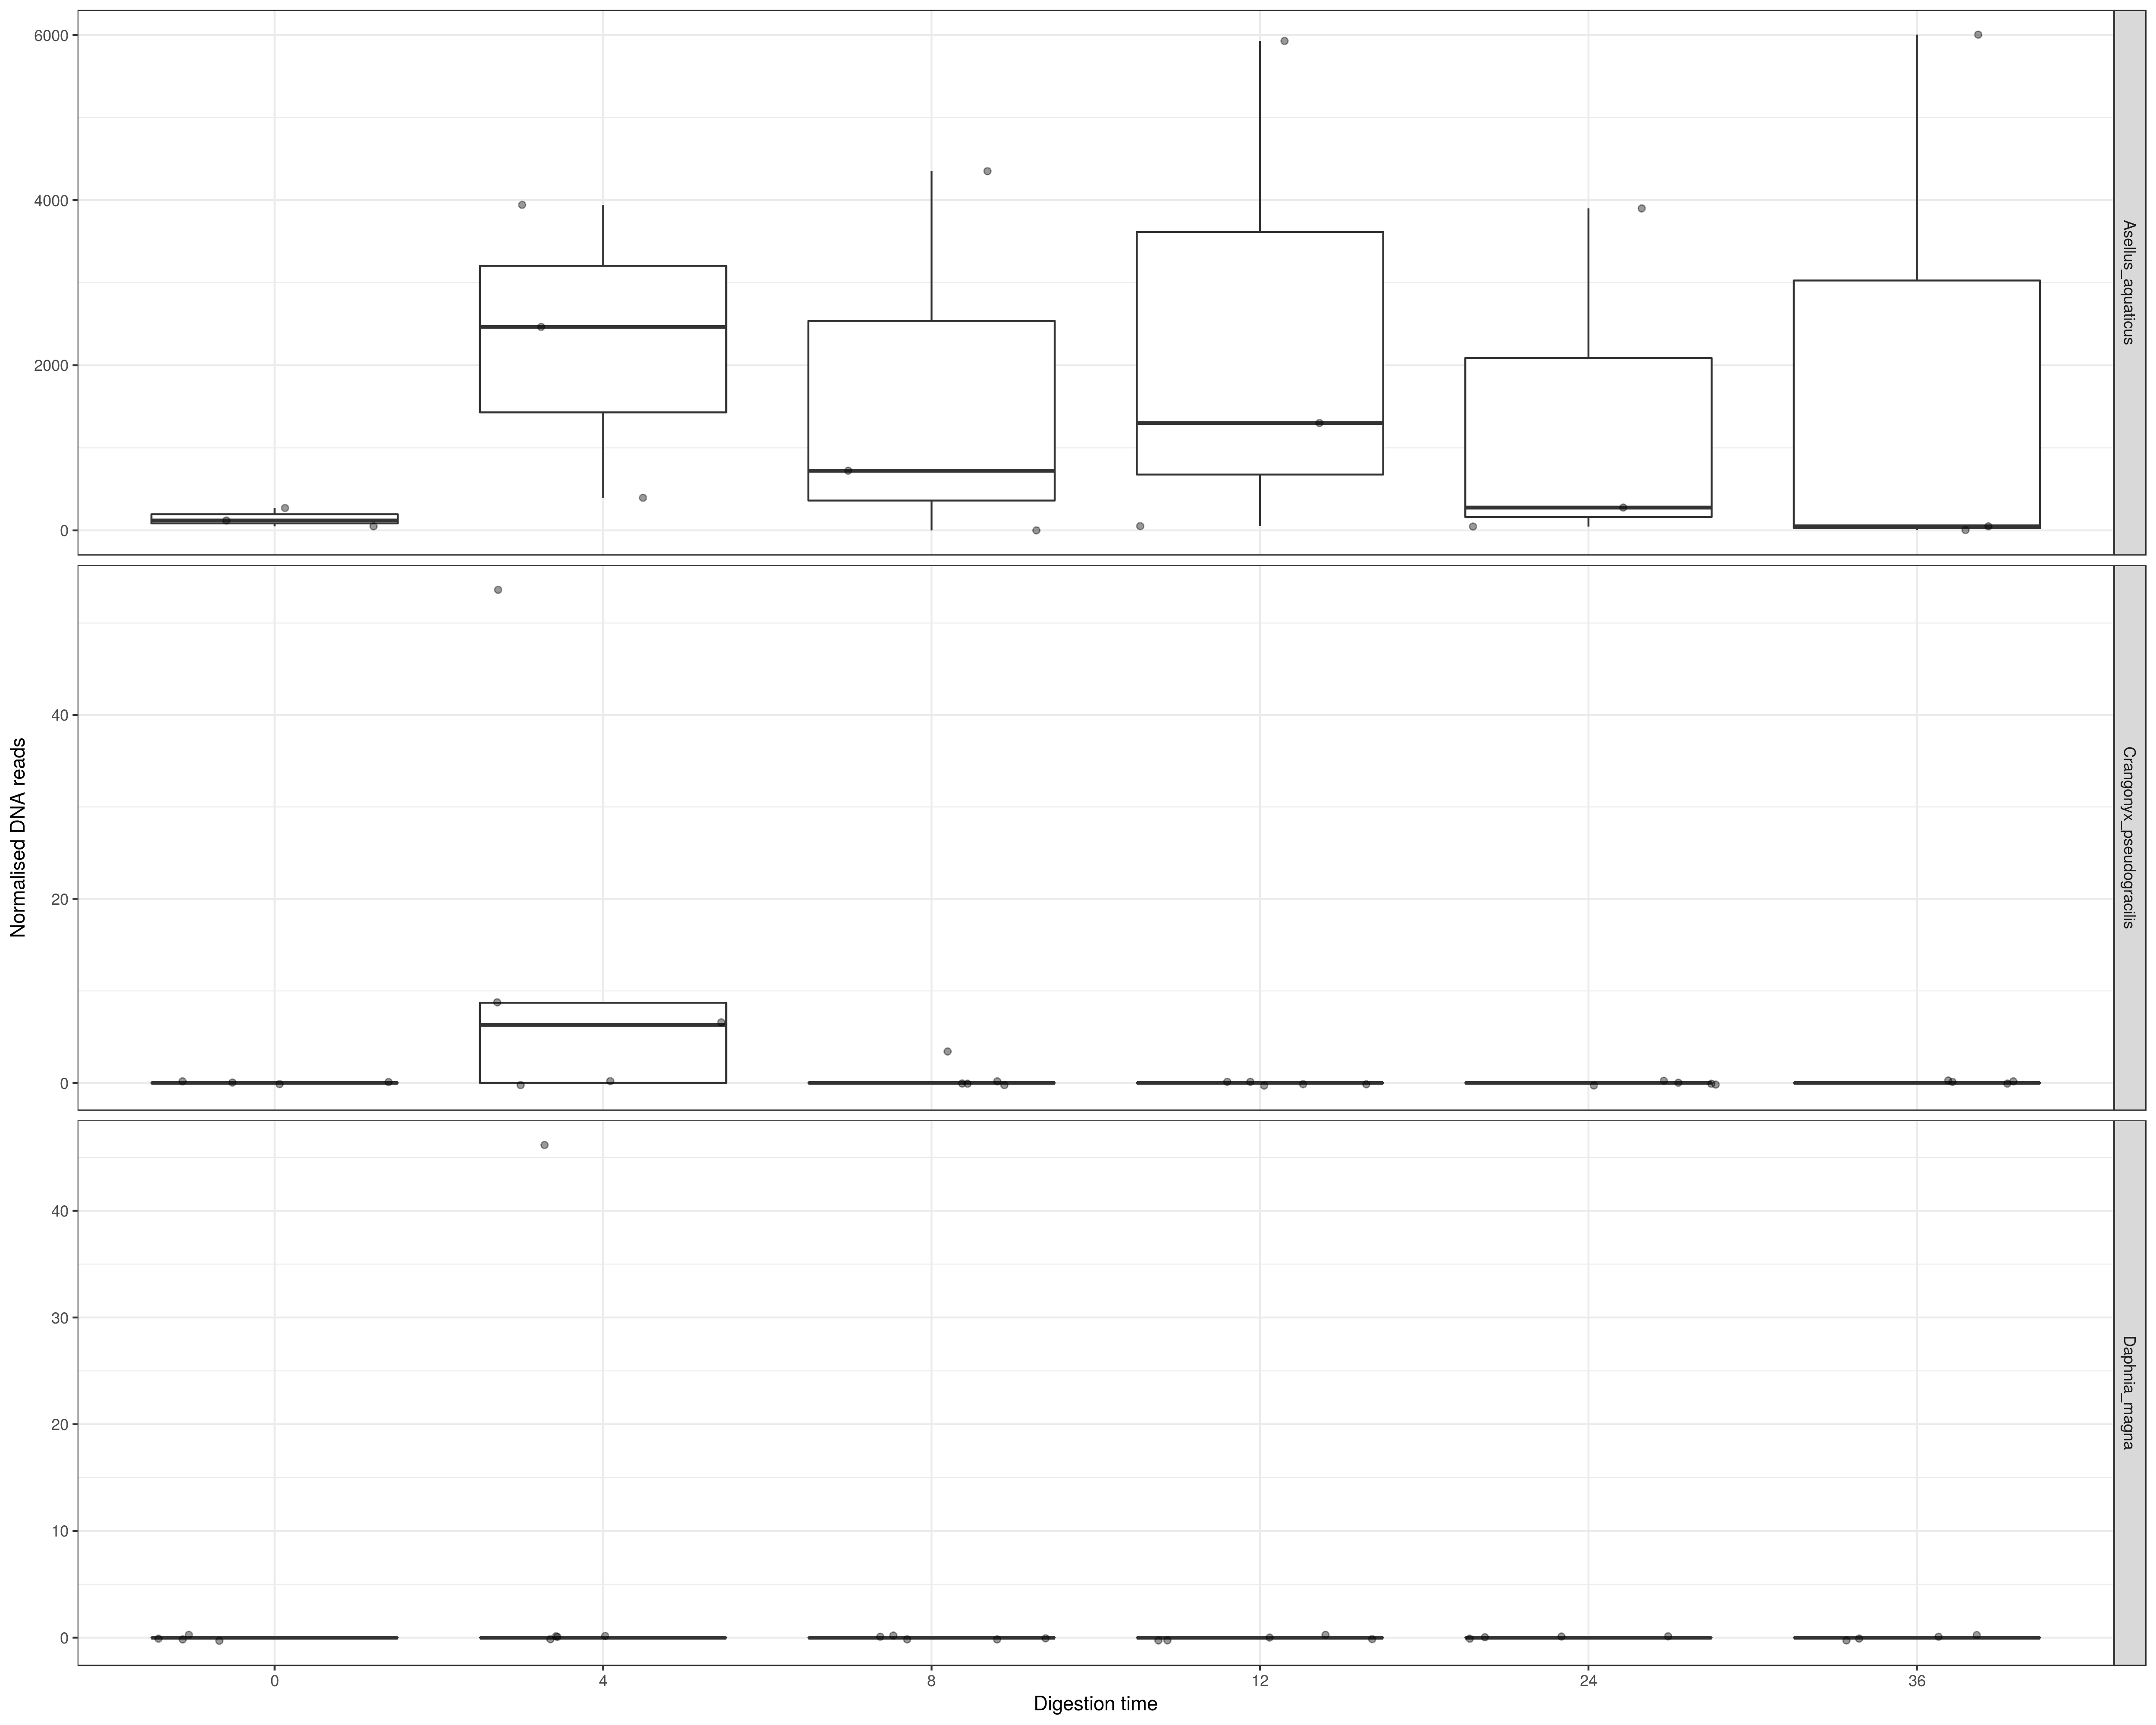 6000
4000
2000
0
Asellus_aquaticus
40
20
0
Crangonyx_pseudogracilis
Normalised DNA reads
40
30
20
10
0
Daphnia_magna
0 4 8 12 24 36
Digestion time